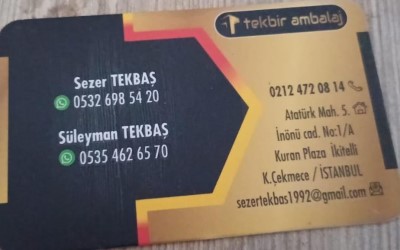 tekbir ambalaj
Sezer TEKBAŞ
0532 698 54 20
Süleyman TEKBAŞ
0535 462 65 70
0212 472 08 14
Atatürk Mah. 5.
İnönü cad. No:1/A
Kuran Plaza İkitelli
K.Çekmece / İSTANBUL
sezertekbas1992@gmail.com